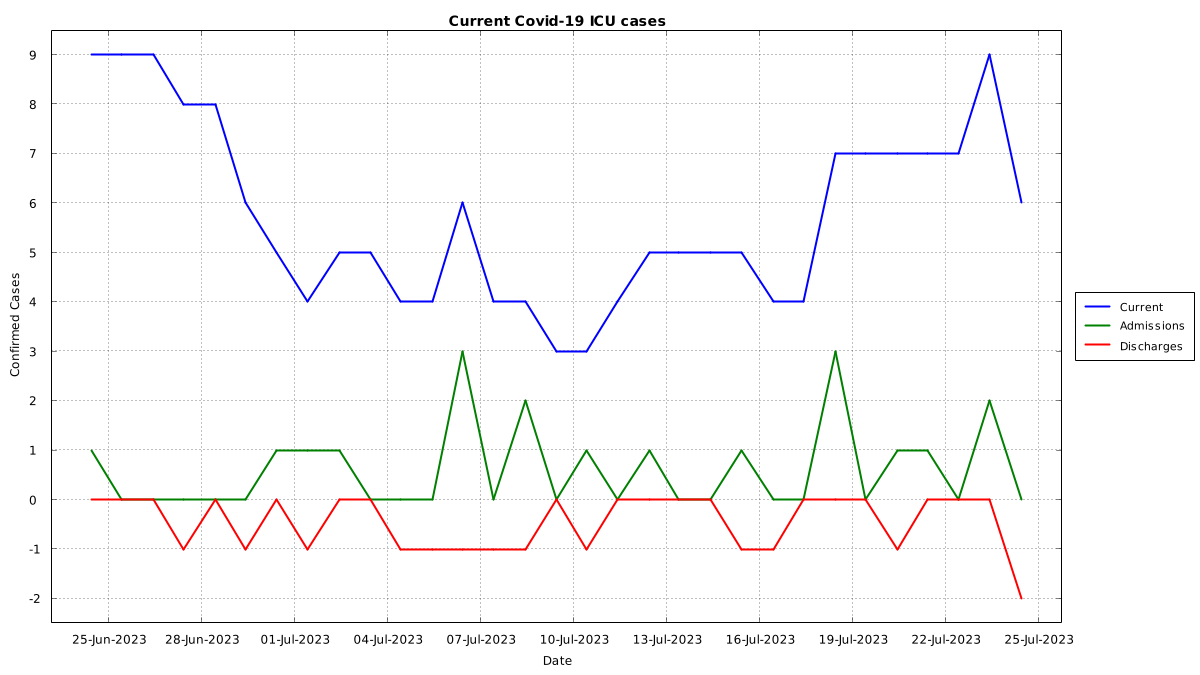 Current Covid-19 ICU cases
9
8
7
6
5
4
3
2
1
0
-1
-2
Confirmed Cases
25-Jun-2023 28-Jun-2023 01-Jul-2023 04-Jul-2023 07-Jul-2023 10-Jul-2023 13-Jul-2023 16-Jul-2023 19-Jul-2023 22-Jul-2023 25-Jul-2023
Date
Current
Admissions
Discharges